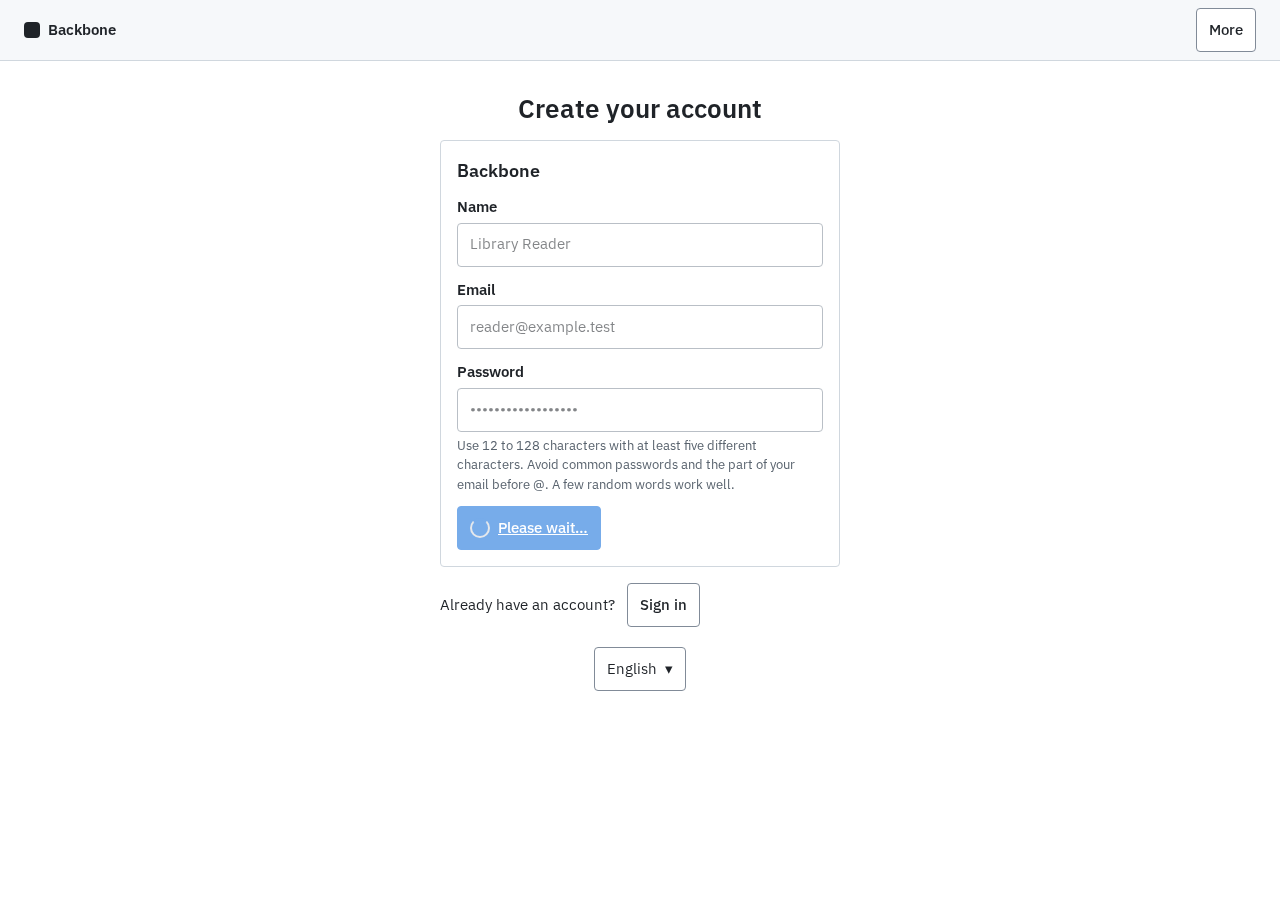 Backbone
More
Create your account
Backbone
Name
Library Reader
Email
reader@example.test
Password
••••••••••••••••••
Use 12 to 128 characters with at least five different
characters. Avoid common passwords and the part of your
email before @. A few random words work well.
Please wait…
Already have an account? Sign in
English ▾